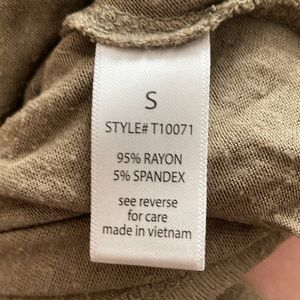 S
STYLE# T10071
95% RAYON
5% SPANDEX
see reverse
for care
made in vietnam